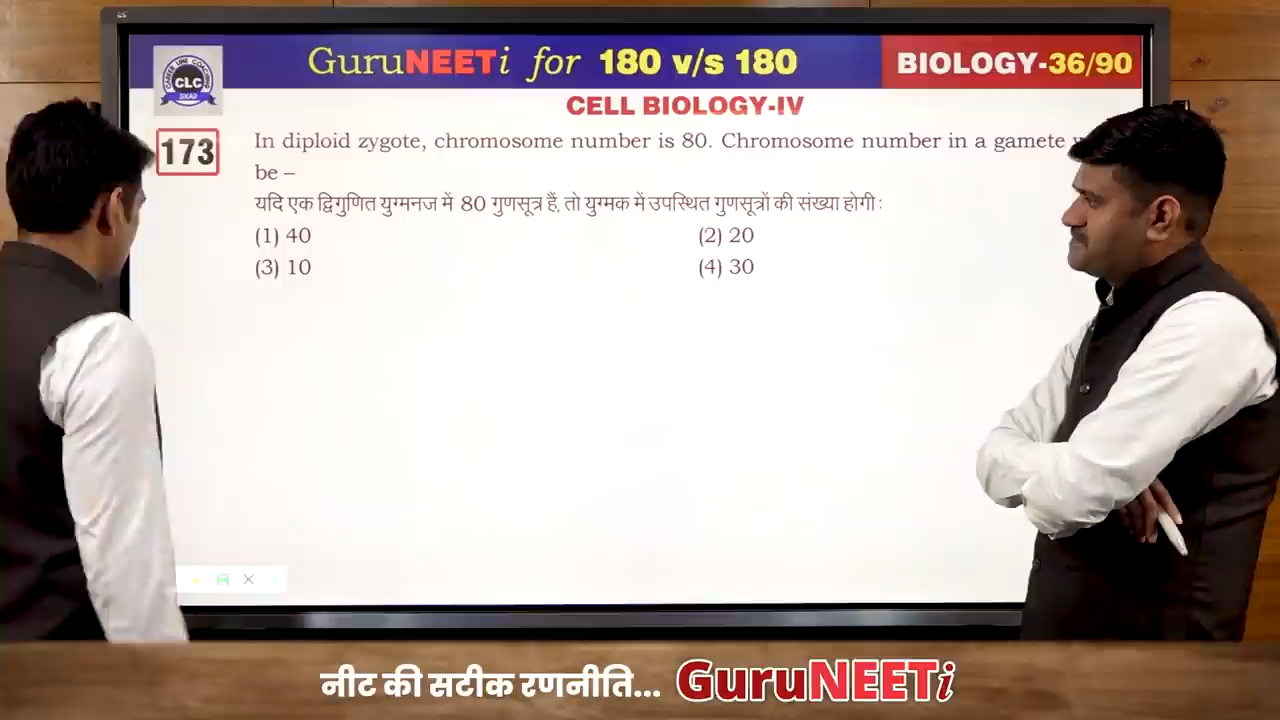 GuruNEETi for 180 v/s 180
BIOLOGY-36/90
CLC
SIKAR
CELL BIOLOGY-IV
173
In diploid zygote, chromosome number is 80. Chromosome number in a gamete
be –
यदि एक द्विगुणित युग्मनज में 80 गुणसूत्र हैं, तो युग्मक में उपस्थित गुणसूत्रों की संख्या होगी :
(1) 40 (2) 20
(3) 10 (4) 30
नीट की सटीक रणनीति... GuruNEETi